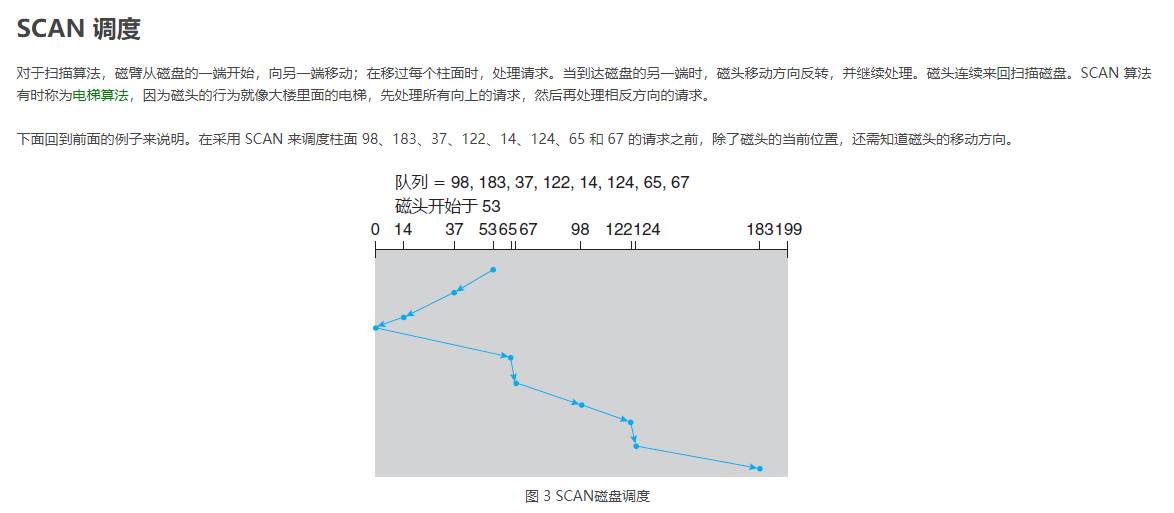 SCAN 调度
对于扫描算法，磁臂从磁盘的一端开始，向另一端移动；在移过每个柱面时，处理请求。当到达磁盘的另一端时，磁头移动方向反转，并继续处理。磁头连续来回扫描磁盘。SCAN 算法
有时称为电梯算法，因为磁头的行为就像大楼里面的电梯，先处理所有向上的请求，然后再处理相反方向的请求。
下面回到前面的例子来说明。在采用 SCAN 来调度柱面 98、183、37、122、14、124、65 和 67 的请求之前，除了磁头的当前位置，还需知道磁头的移动方向。
队列 = 98, 183, 37, 122, 14, 124, 65, 67
磁头开始于 53
0 14 37 53 65 67 98 122 124 183 199
图 3 SCAN磁盘调度